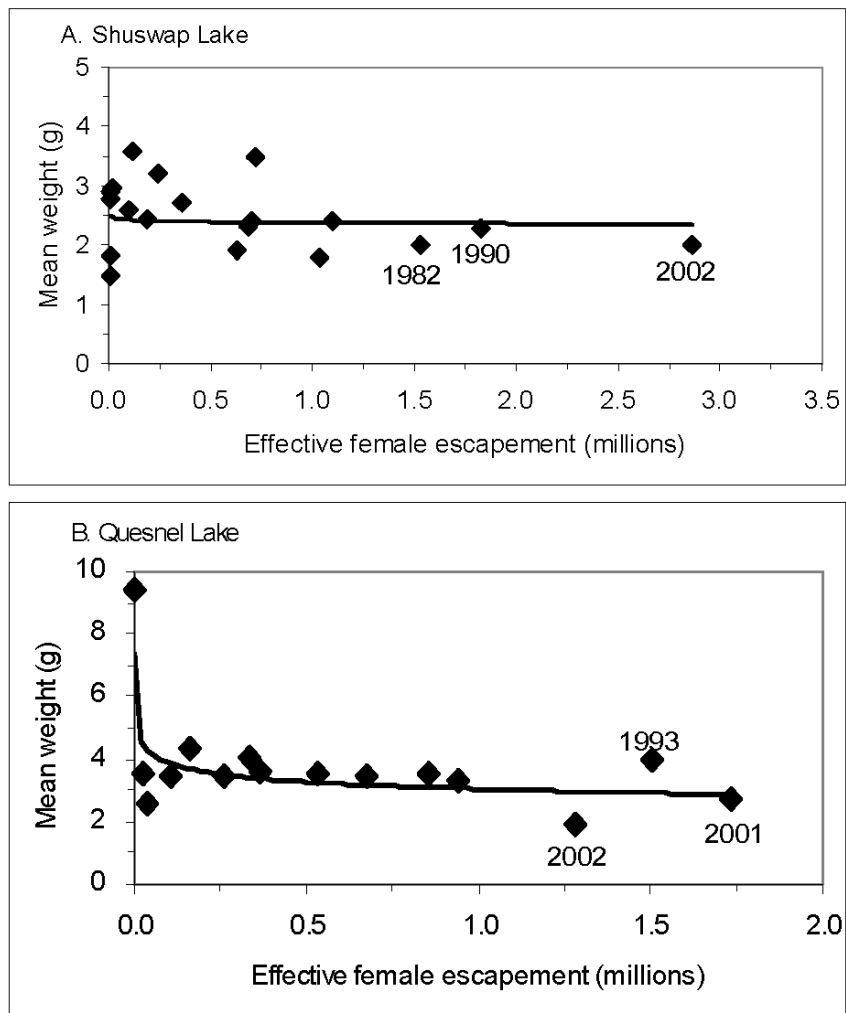 A. Shuswap Lake
5
4
3
2
1
0
Mean weight (g)
1982
1990
2002
0.0 0.5 1.0 1.5 2.0 2.5 3.0 3.5
Effective female escapement (millions)
B. Quesnel Lake
10
8
6
4
2
0
Mean weight (g)
1993
2002
2001
0.0 0.5 1.0 1.5 2.0
Effective female escapement (millions)